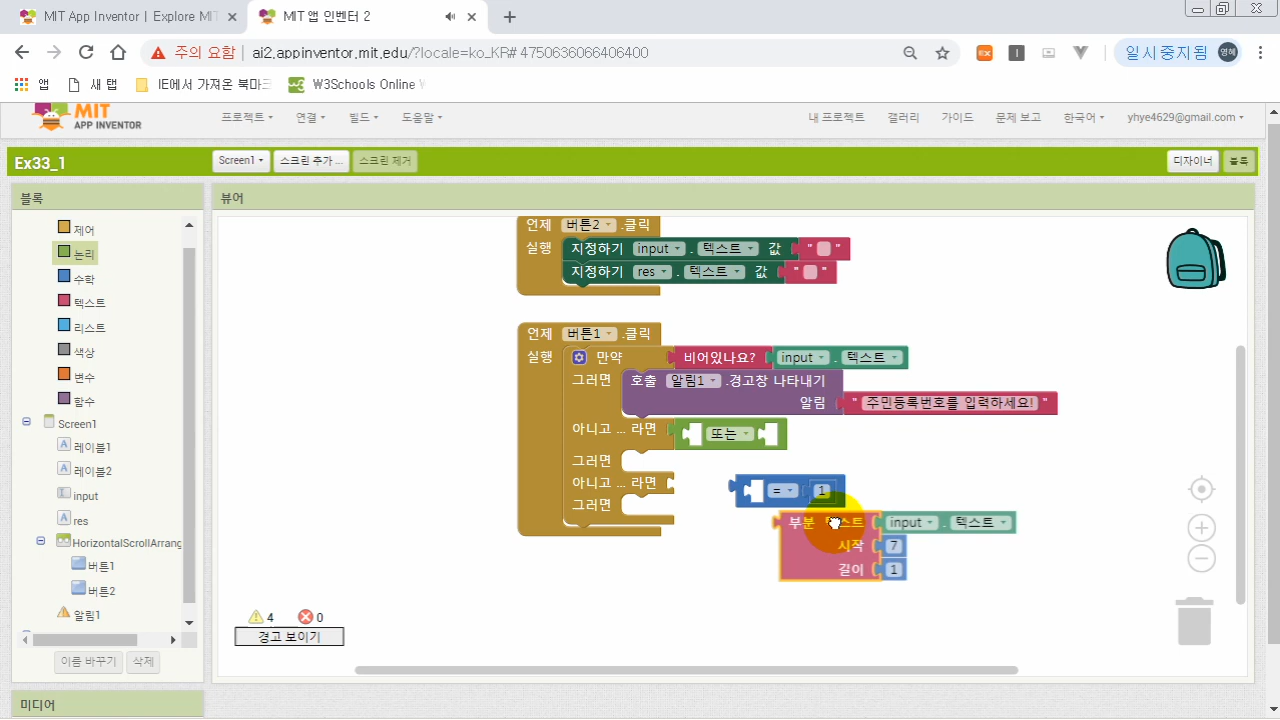 MIT App Inventor | Explore MIT
MIT 앱 인벤터 2
주의 요함 | ai2.appinventor.mit.edu/?locale=ko_KR#4750636066406400
일시중지됨 영혜
앱 새 탭 IE에서 가져온 북마크 W3Schools Online
MIT
APP INVENTOR
프로젝트 연결 빌드 도움말 내 프로젝트 갤러리 가이드 문제 보고 한국어 yhye4629@gmail.com
Ex33_1 Screen1 스크린 추가 ... 스크린 제거 디자이너 블록
블록 뷰어
제어
논리
수학
텍스트
리스트
색상
변수
함수
Screen1
레이블1
레이블2
input
res
HorizontalScrollArrang
버튼1
버튼2
알림1
이름 바꾸기 삭제
미디어
언제 버튼2 .클릭
실행 지정하기 input . 텍스트 값 " "
지정하기 res . 텍스트 값 " "
언제 버튼1 .클릭
실행 만약 비어있나요? input . 텍스트
그러면 호출 알림1 .경고창 나타내기
알림 " 주민등록번호를 입력하세요! "
아니고 ... 라면 또는
그러면
아니고 ... 라면 = 1
그러면
부분 텍스트 input . 텍스트
시작 7
길이 1
4 0
경고 보이기